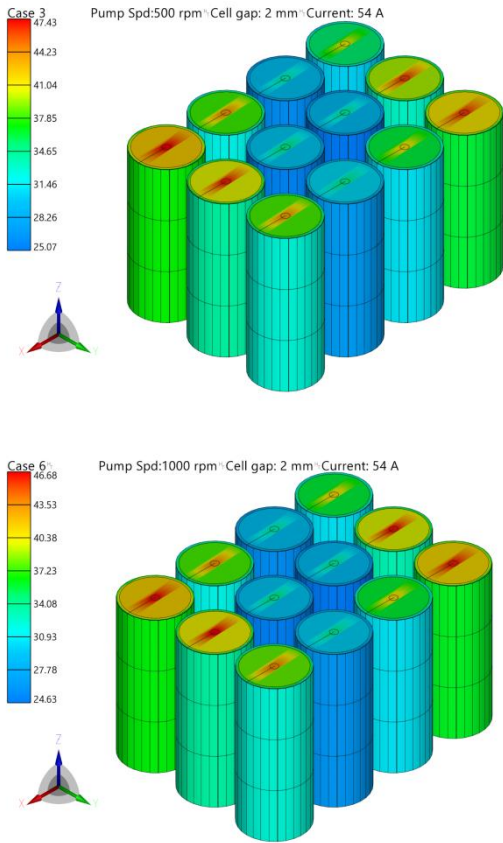 Case 3 Pump Spd:500 rpm Cell gap: 2 mm Current: 54 A
47.43
44.23
41.04
37.85
34.65
31.46
28.26
25.07
Z
X Y
Case 6 Pump Spd:1000 rpm Cell gap: 2 mm Current: 54 A
46.68
43.53
40.38
37.23
34.08
30.93
27.78
24.63
Z
X Y